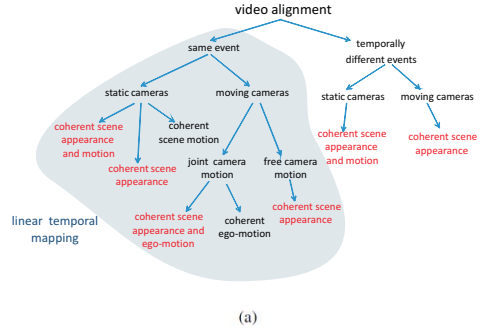 video alignment
same event
temporally
different events
static cameras
moving cameras
static cameras
moving cameras
coherent scene
appearance
and motion
coherent
scene motion
coherent scene
appearance
coherent scene
appearance
and motion
coherent scene
appearance
joint camera
motion
free camera
motion
coherent scene
appearance and
ego-motion
coherent
ego-motion
coherent scene
appearance
linear temporal
mapping
(a)